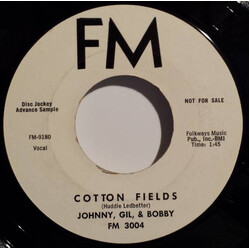 FM
Disc Jockey
Advance Sample
NOT FOR SALE
FM-9180
Vocal
Folkways Music
Pub., Inc.-BMI
Time: 1:45
COTTON FIELDS
(Huddie Ledbetter)
JOHNNY, GIL, & BOBBY
FM 3004